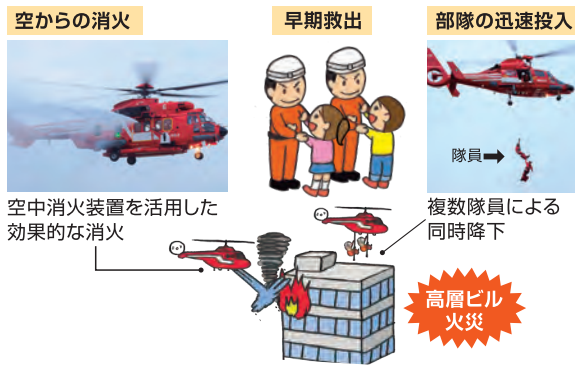 空からの消火
早期救出
部隊の迅速投入
隊員
空中消火装置を活用した
効果的な消火
複数隊員による
同時降下
高層ビル
火災